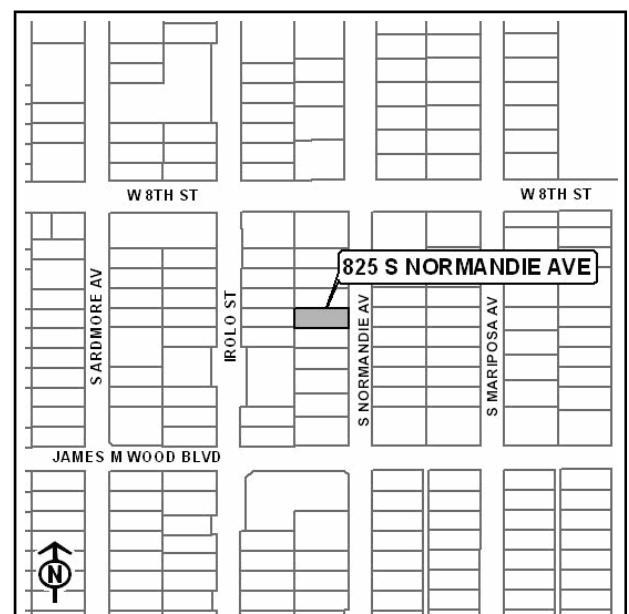 W 8TH ST
W 8TH ST
825 S NORMANDIE AVE
S ARDMORE AV
IROLO ST
S NORMANDIE AV
S MARIPOSA AV
JAMES M WOOD BLVD
N